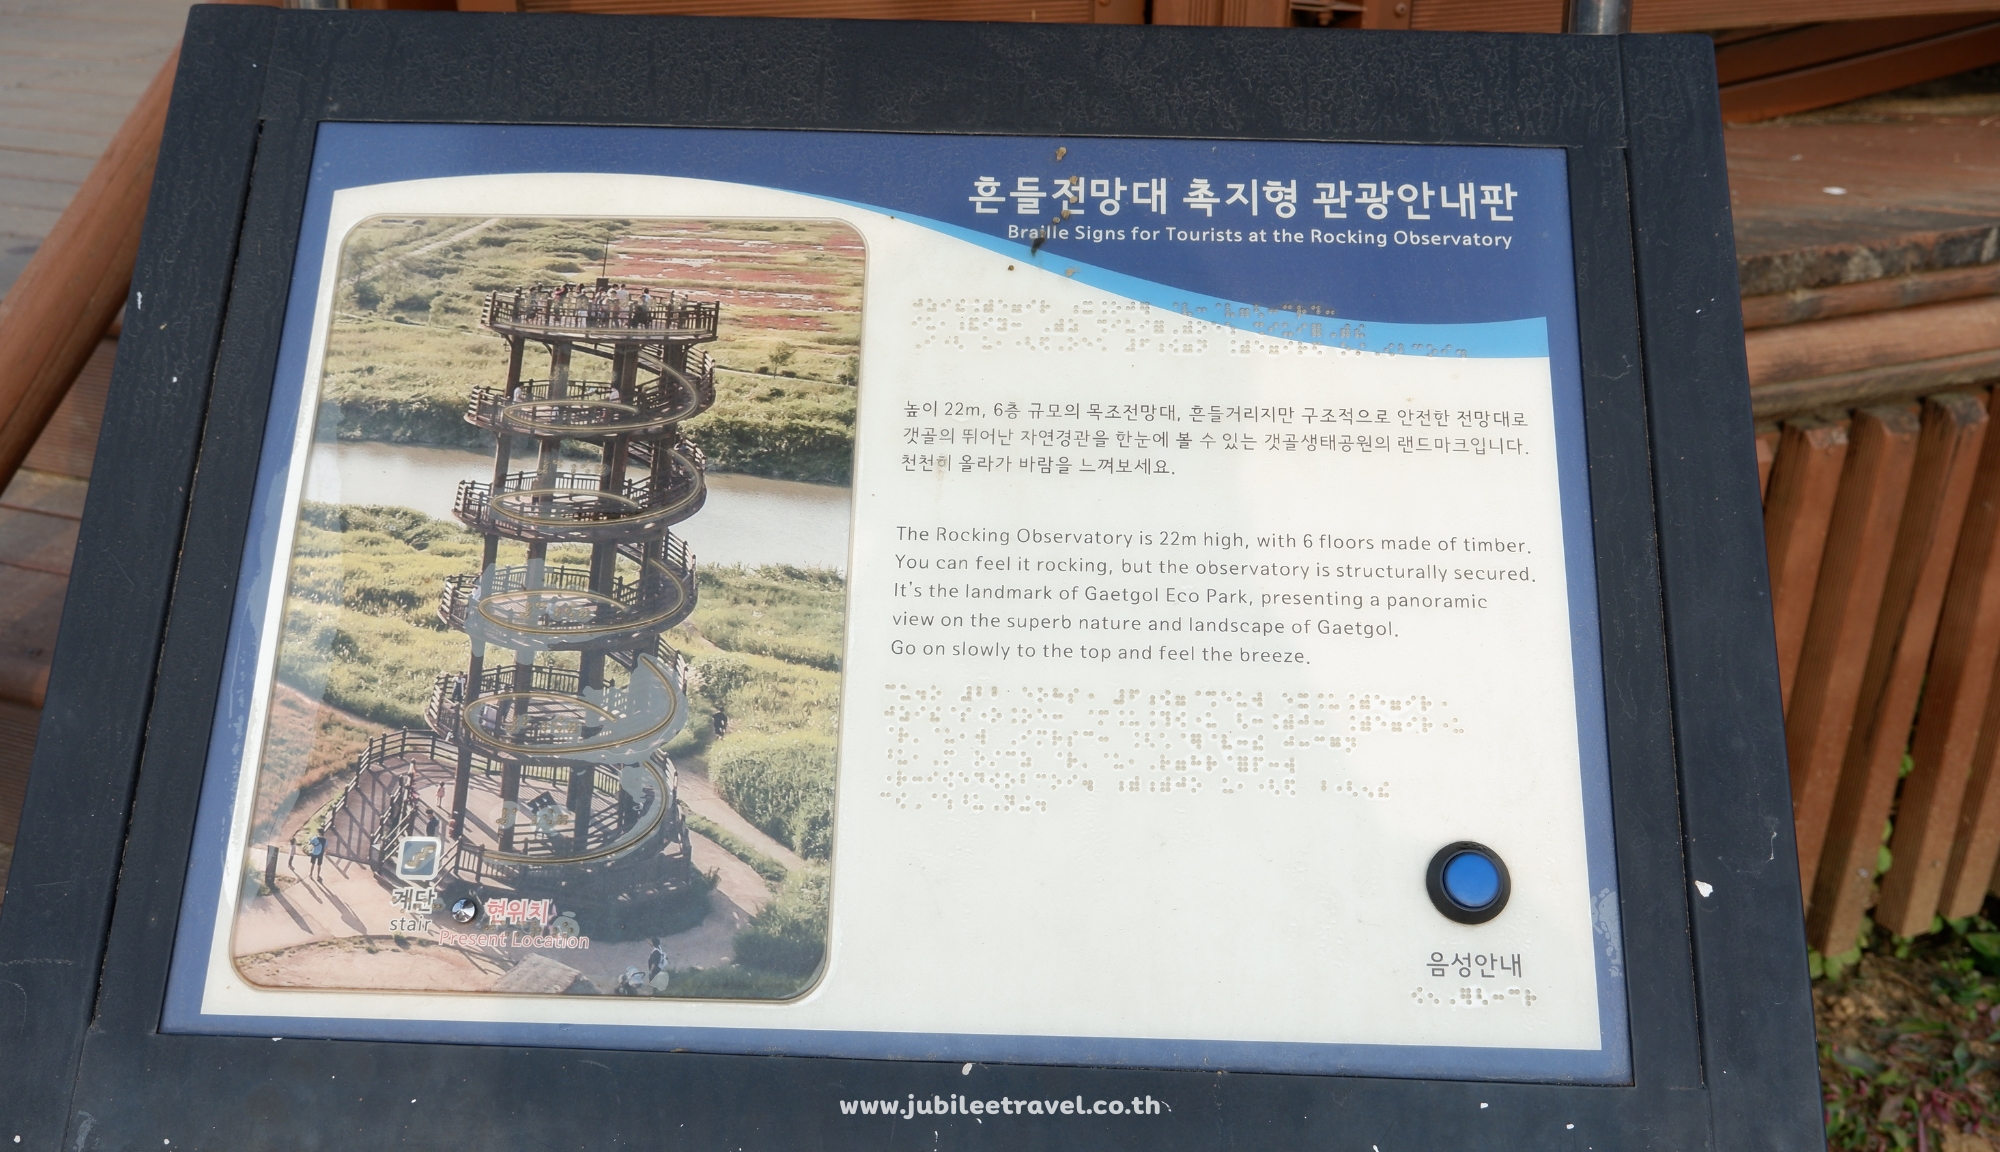 흔들전망대 촉지형 관광안내판
Braille Signs for Tourists at the Rocking Observatory
높이 22m, 6층 규모의 목조전망대, 흔들거리지만 구조적으로 안전한 전망대로
갯골의 뛰어난 자연경관을 한눈에 볼 수 있는 갯골생태공원의 랜드마크입니다.
천천히 올라가 바람을 느껴보세요.
The Rocking Observatory is 22m high, with 6 floors made of timber.
You can feel it rocking, but the observatory is structurally secured.
It's the landmark of Gaetgol Eco Park, presenting a panoramic
view on the superb nature and landscape of Gaetgol.
Go on slowly to the top and feel the breeze.
계단
stair
현위치
Present Location
음성안내
www.jubileetravel.co.th